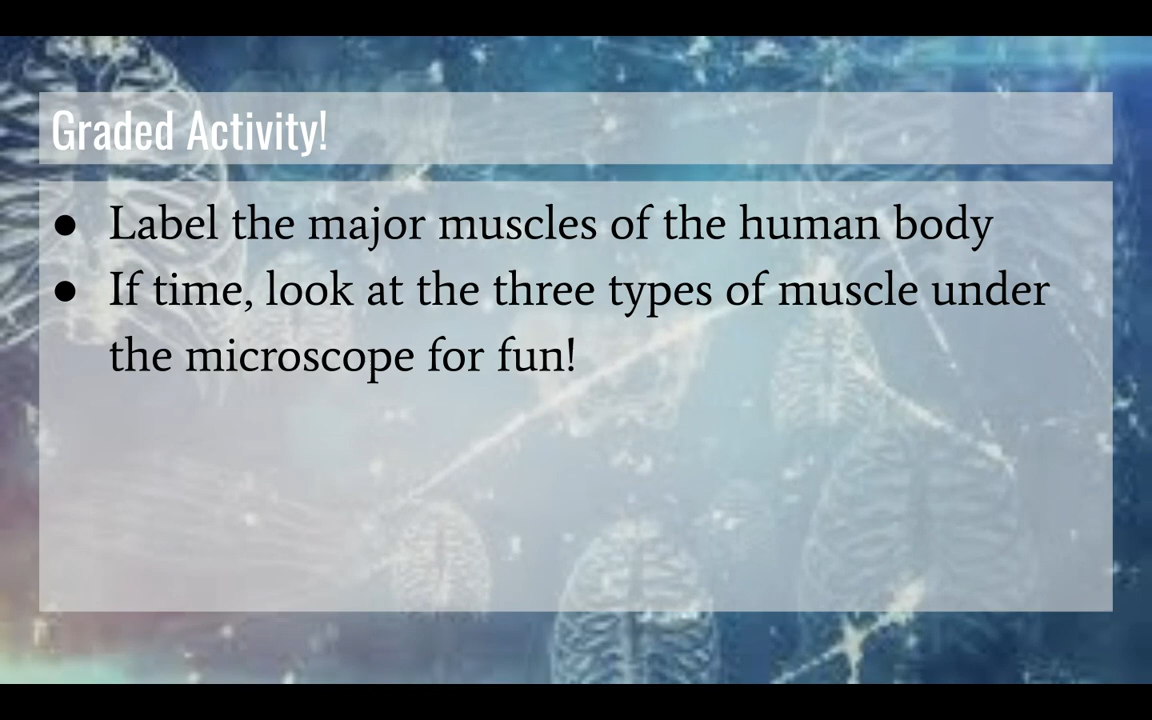 Graded Activity!
● Label the major muscles of the human body
● If time, look at the three types of muscle under
the microscope for fun!